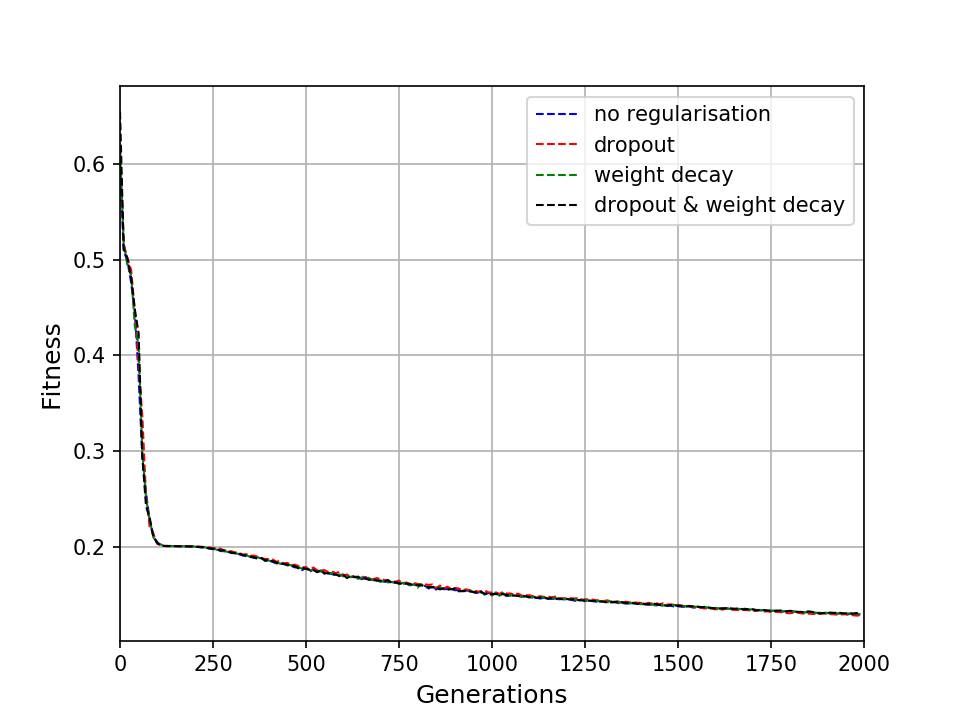 no regularisation
dropout
weight decay
dropout & weight decay
0.6
0.5
0.4
0.3
0.2
Fitness
0 250 500 750 1000 1250 1500 1750 2000
Generations